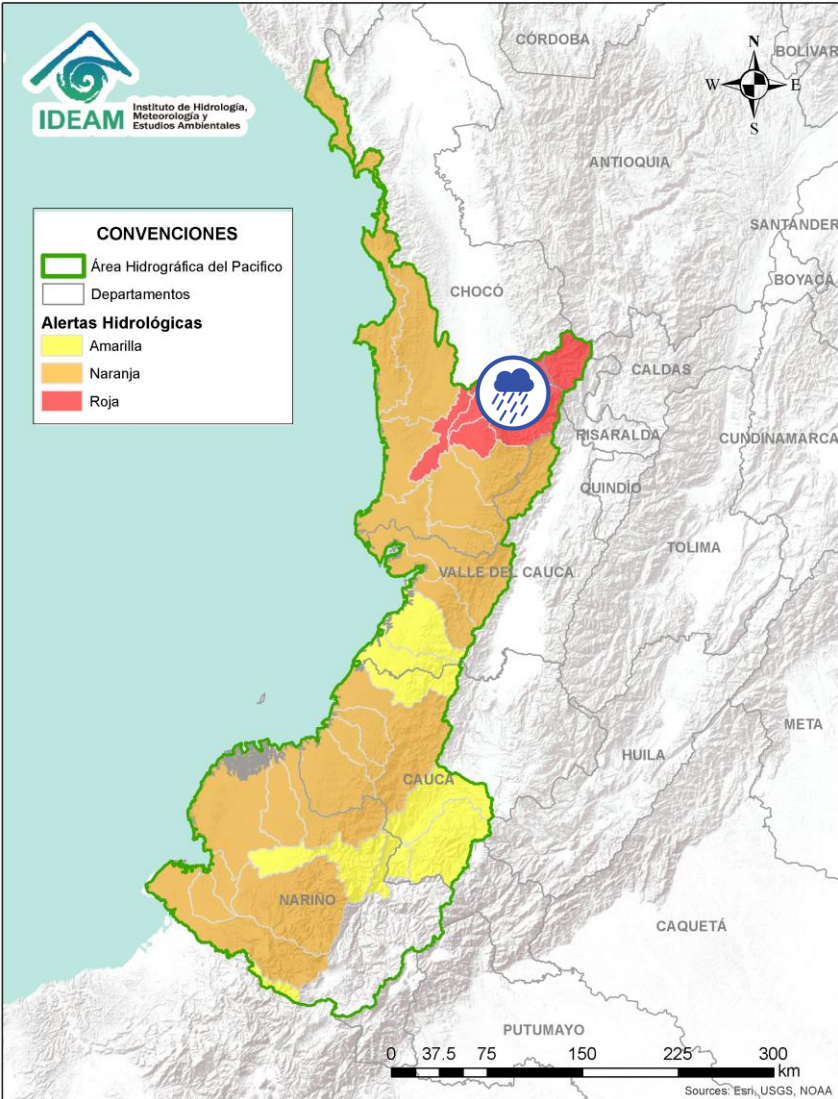 IDEAM
Instituto de Hidrología,
Meteorología y
Estudios Ambientales
N
W
E
S
CONVENCIONES
Área Hidrográfica del Pacifico
Departamentos
Alertas Hidrológicas
Amarilla
Naranja
Roja
CÓRDOBA
BOLÍVAR
ANTIOQUIA
SANTANDER
BOYACÁ
CHOCÓ
CALDAS
RISARALDA
CUNDINAMARCA
QUINDÍO
TOLIMA
VALLE DEL CAUCA
META
HUILA
CAUCA
NARIÑO
CAQUETÁ
PUTUMAYO
0 37.5 75 150 225 300
km
Sources: Esri, USGS, NOAA